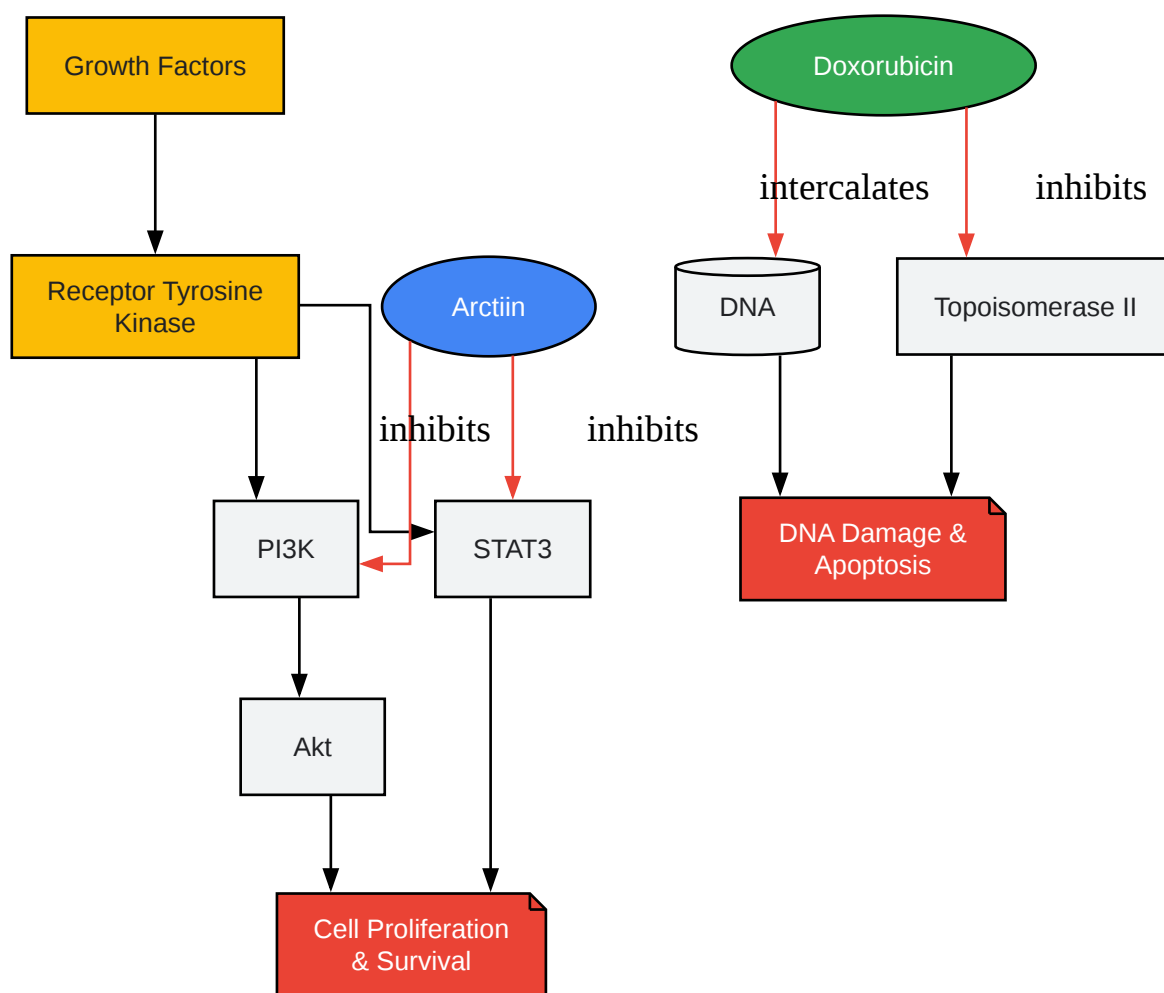 Growth Factors
Doxorubicin
intercalates
inhibits
Receptor Tyrosine
Kinase
Arctiin
DNA
Topoisomerase II
inhibits
inhibits
PI3K
STAT3
DNA Damage &
Apoptosis
Akt
Cell Proliferation
& Survival